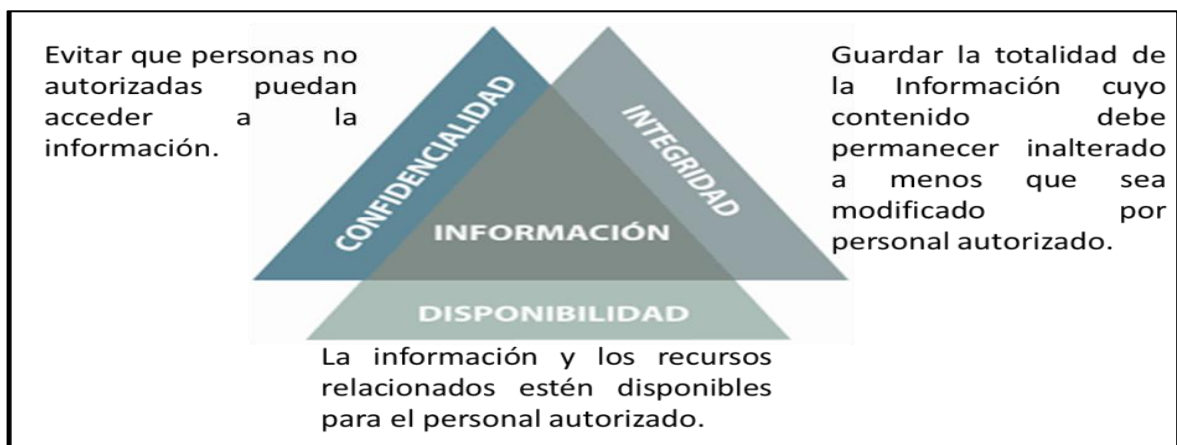 Evitar que personas no
autorizadas puedan
acceder a la
información.
CONFIDENCIALIDAD
INTEGRIDAD
INFORMACIÓN
DISPONIBILIDAD
Guardar la totalidad de
la Información cuyo
contenido debe
permanecer inalterado
a menos que sea
modificado por
personal autorizado.
La información y los recursos
relacionados estén disponibles
para el personal autorizado.